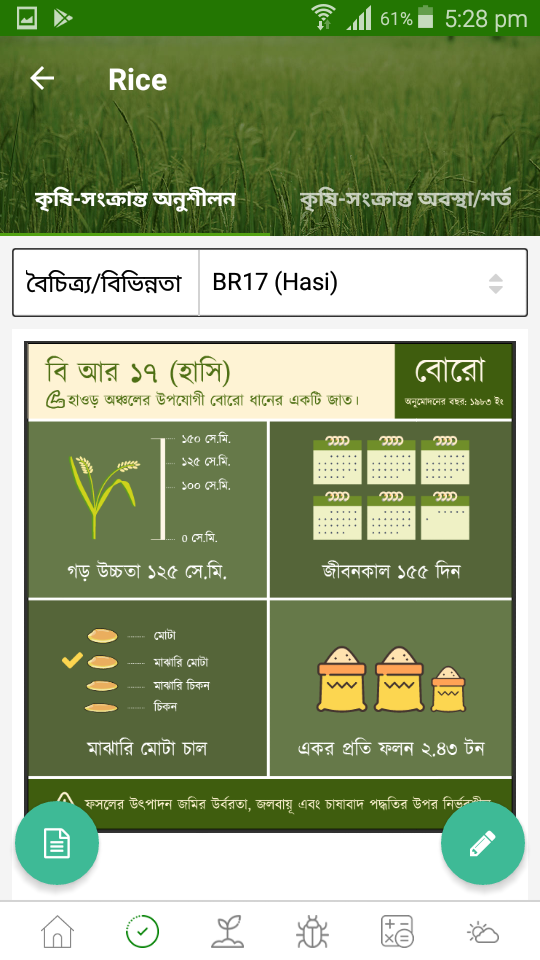 61% 5:28 pm
Rice
কৃষি-সংক্রান্ত অনুশীলন
কৃষি-সংক্রান্ত অবস্থা/শর্ত
বৈচিত্র্য/বিভিন্নতা
BR17 (Hasi)
বি আর ১৭ (হাসি)
হাওড় অঞ্চলের উপযোগী বোরো ধানের একটি জাত।
বোরো
অনুমোদনের বছর: ১৯৮৩ ইং
১৫০ সে.মি.
১২৫ সে.মি.
১০০ সে.মি.
০ সে.মি.
গড় উচ্চতা ১২৫ সে.মি.
জীবনকাল ১৫৫ দিন
মোটা
মাঝারি মোটা
মাঝারি চিকন
চিকন
মাঝারি মোটা চাল
একর প্রতি ফলন ২.৪৩ টন
ফসলের উৎপাদন জমির উর্বরতা, জলবায়ূ এবং চাষাবাদ পদ্ধতির উপর